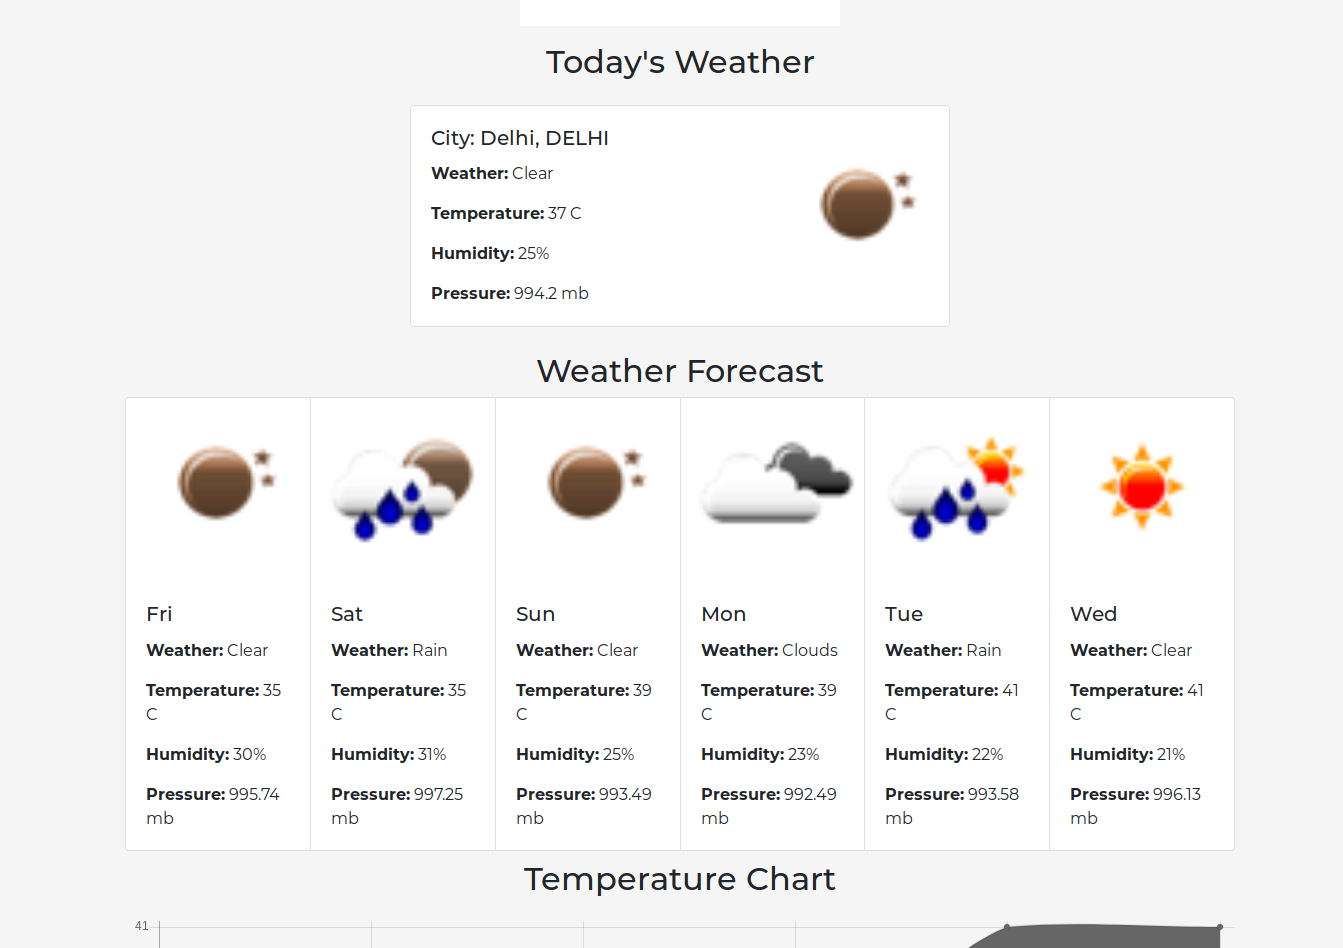 Today's Weather
City: Delhi, DELHI
Weather: Clear
Temperature: 37 C
Humidity: 25%
Pressure: 994.2 mb
Weather Forecast
Fri
Weather: Clear
Temperature: 35
C
Humidity: 30%
Pressure: 995.74
mb
Sat
Weather: Rain
Temperature: 35
C
Humidity: 31%
Pressure: 997.25
mb
Sun
Weather: Clear
Temperature: 39
C
Humidity: 25%
Pressure: 993.49
mb
Mon
Weather: Clouds
Temperature: 39
C
Humidity: 23%
Pressure: 992.49
mb
Tue
Weather: Rain
Temperature: 41
C
Humidity: 22%
Pressure: 993.58
mb
Wed
Weather: Clear
Temperature: 41
C
Humidity: 21%
Pressure: 996.13
mb
Temperature Chart
41